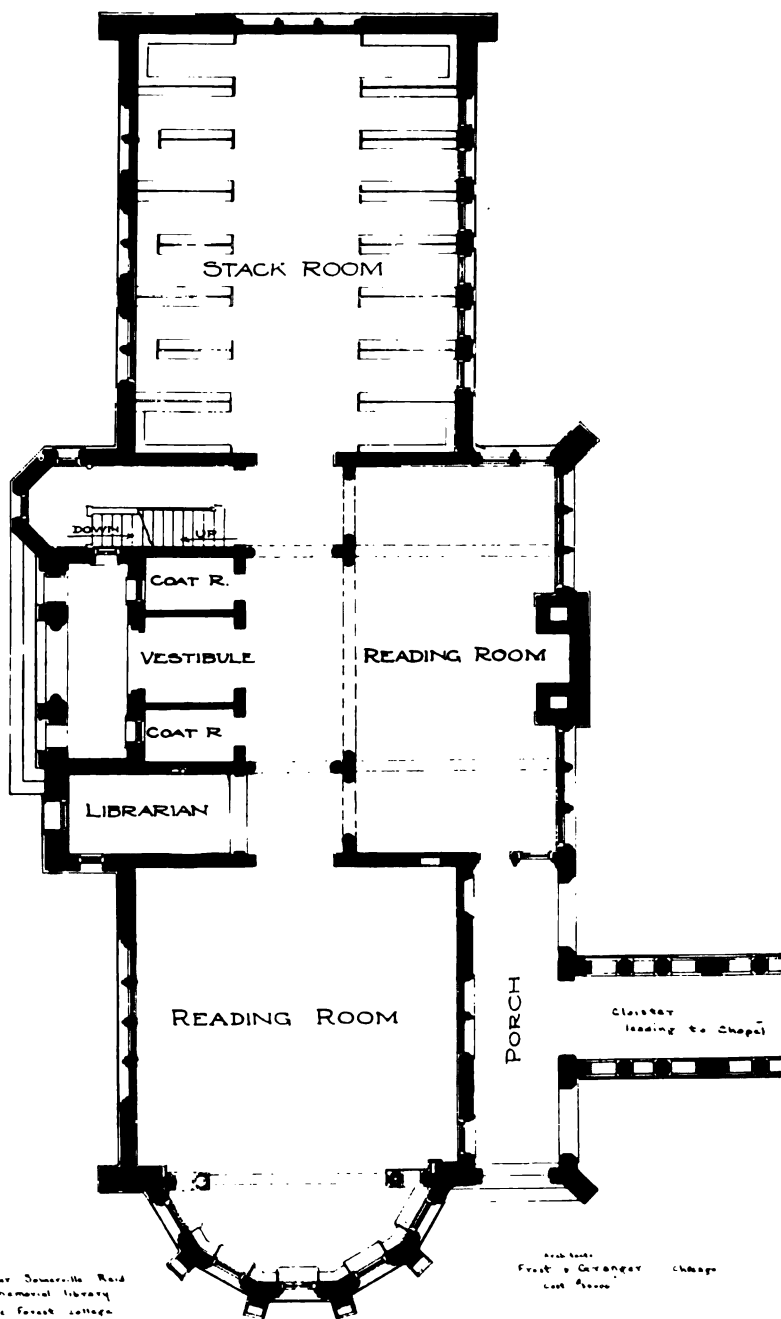 STACK ROOM
DOWN
UP
COAT R.
VESTIBULE
READING ROOM
COAT R
LIBRARIAN
READING ROOM
PORCH
Cloister
leading to Chapel
Somerville Reid
memorial library
Forest College
Architects
Frost & Granger Chicago
Cost